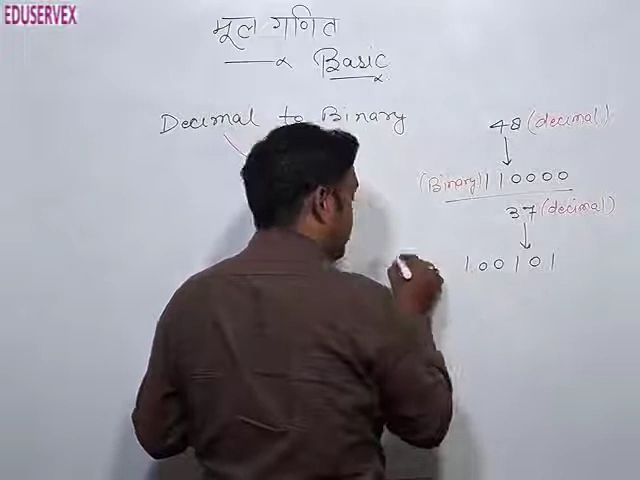 EDUSERVEX
मूल गणित
Basic
Decimal to Binary
48 (decimal)
(Binary) 110000
37 (decimal)
100101